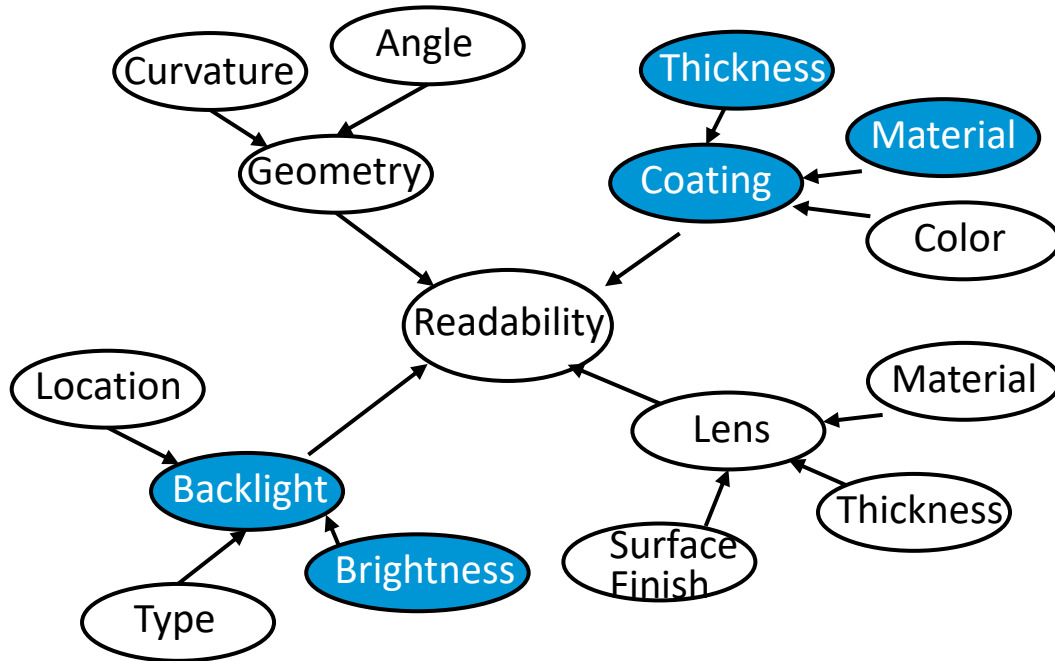 Angle
Curvature
Thickness
Material
Geometry
Coating
Color
Readability
Location
Material
Lens
Backlight
Thickness
Surface
Finish
Brightness
Type